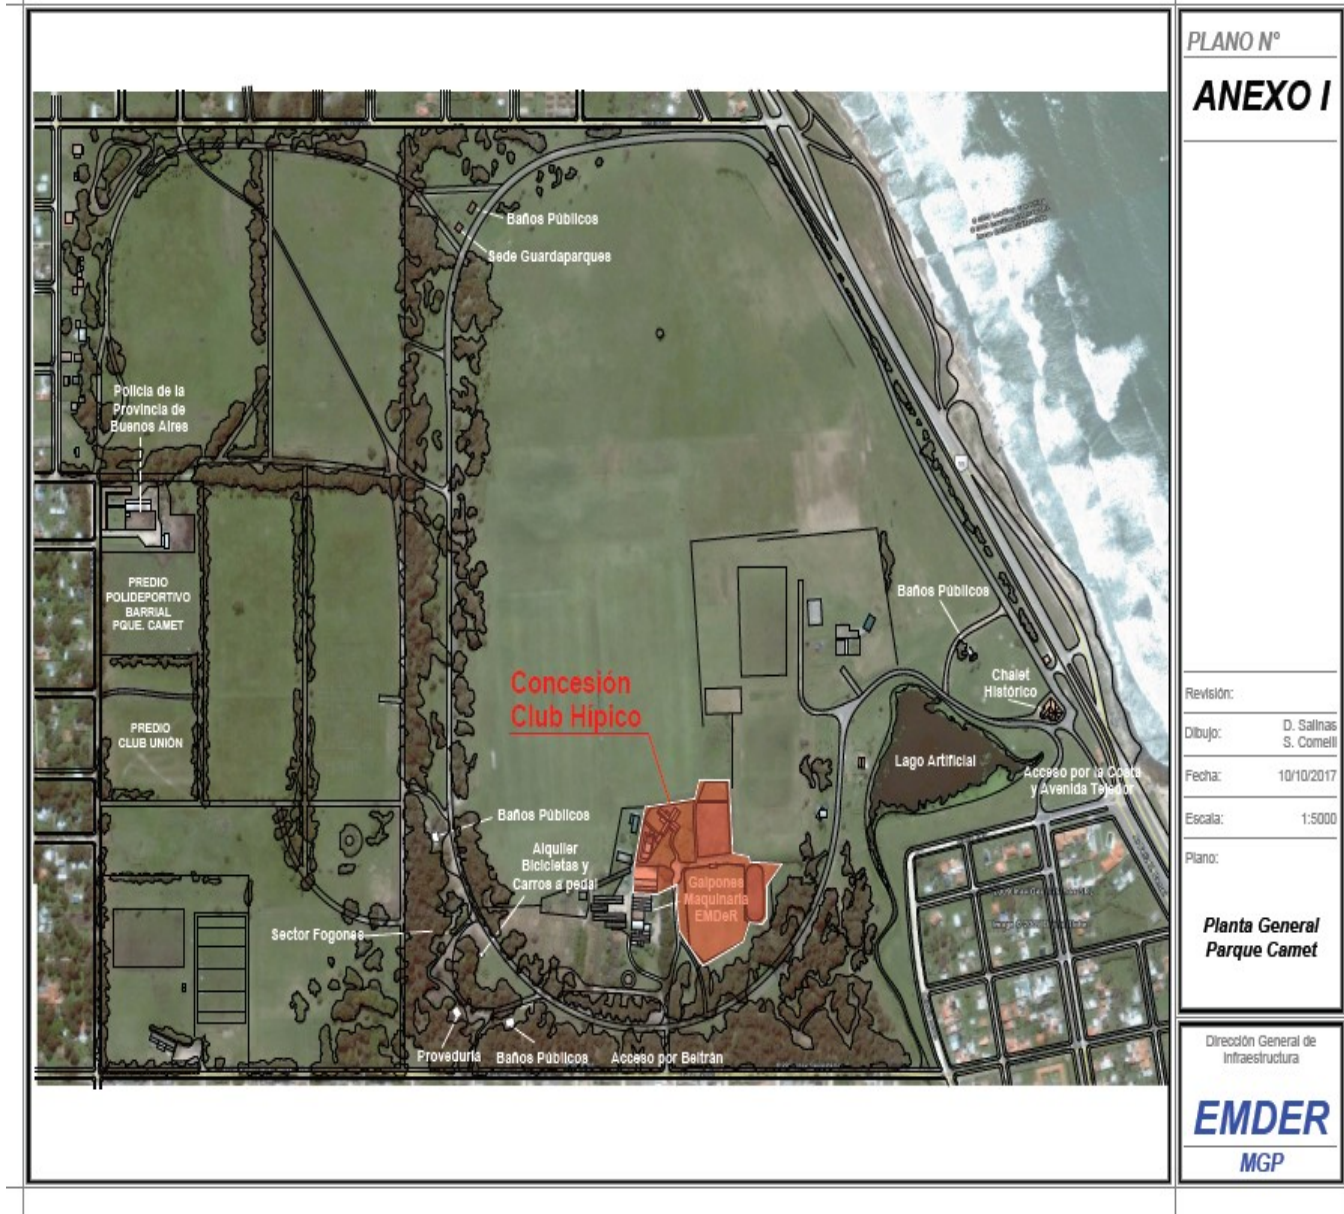 PLANO Nº
ANEXO I
Baños Públicos
Sede Guardaparques
Policia de la
Provincia de
Buenos Aires
PREDIO
POLIDEPORTIVO
BARRIAL
PQUE. CAMET
Baños Públicos
Chalet
Histórico
Concesión
Club Hípico
PREDIO
CLUB UNIÓN
Lago Artificial
Acceso por la Costa
y Avenida Tejedor
Baños Públicos
Alquiler
Bicicletas y
Carros a pedal
Galpones
Maquinaria
EMDeR
Sector Fogones
Proveduría
Baños Públicos
Acceso por Beltrán
Revisión:
Dibujo:
D. Salinas
S. Comelli
Fecha:
10/10/2017
Escala:
1:5000
Plano:
Planta General
Parque Camet
Dirección General de
Infraestructura
EMDER
MGP